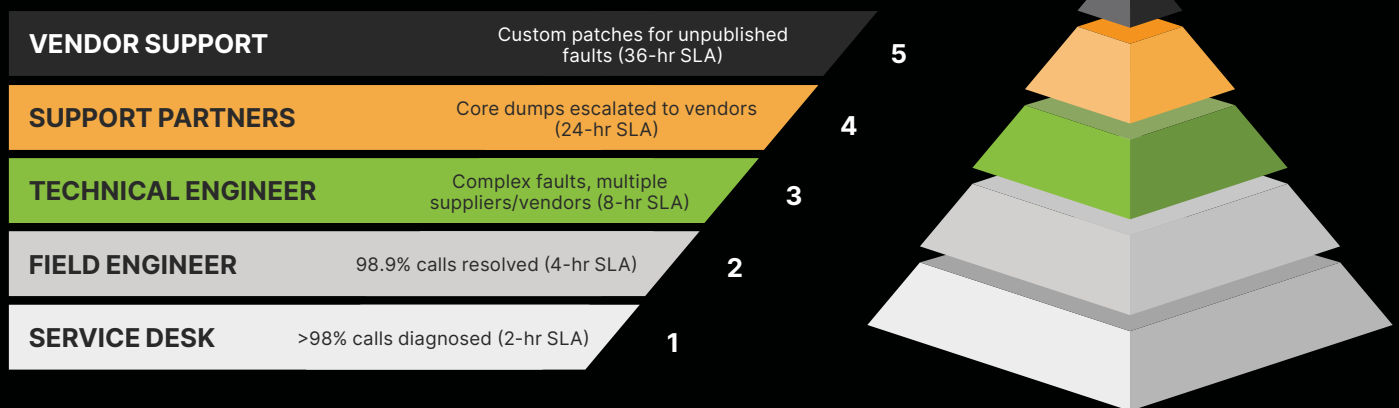 VENDOR SUPPORT
Custom patches for unpublished
faults (36-hr SLA)
5
SUPPORT PARTNERS
Core dumps escalated to vendors
(24-hr SLA)
4
TECHNICAL ENGINEER
Complex faults, multiple
suppliers/vendors (8-hr SLA)
3
FIELD ENGINEER
98.9% calls resolved (4-hr SLA)
2
SERVICE DESK
>98% calls diagnosed (2-hr SLA)
1